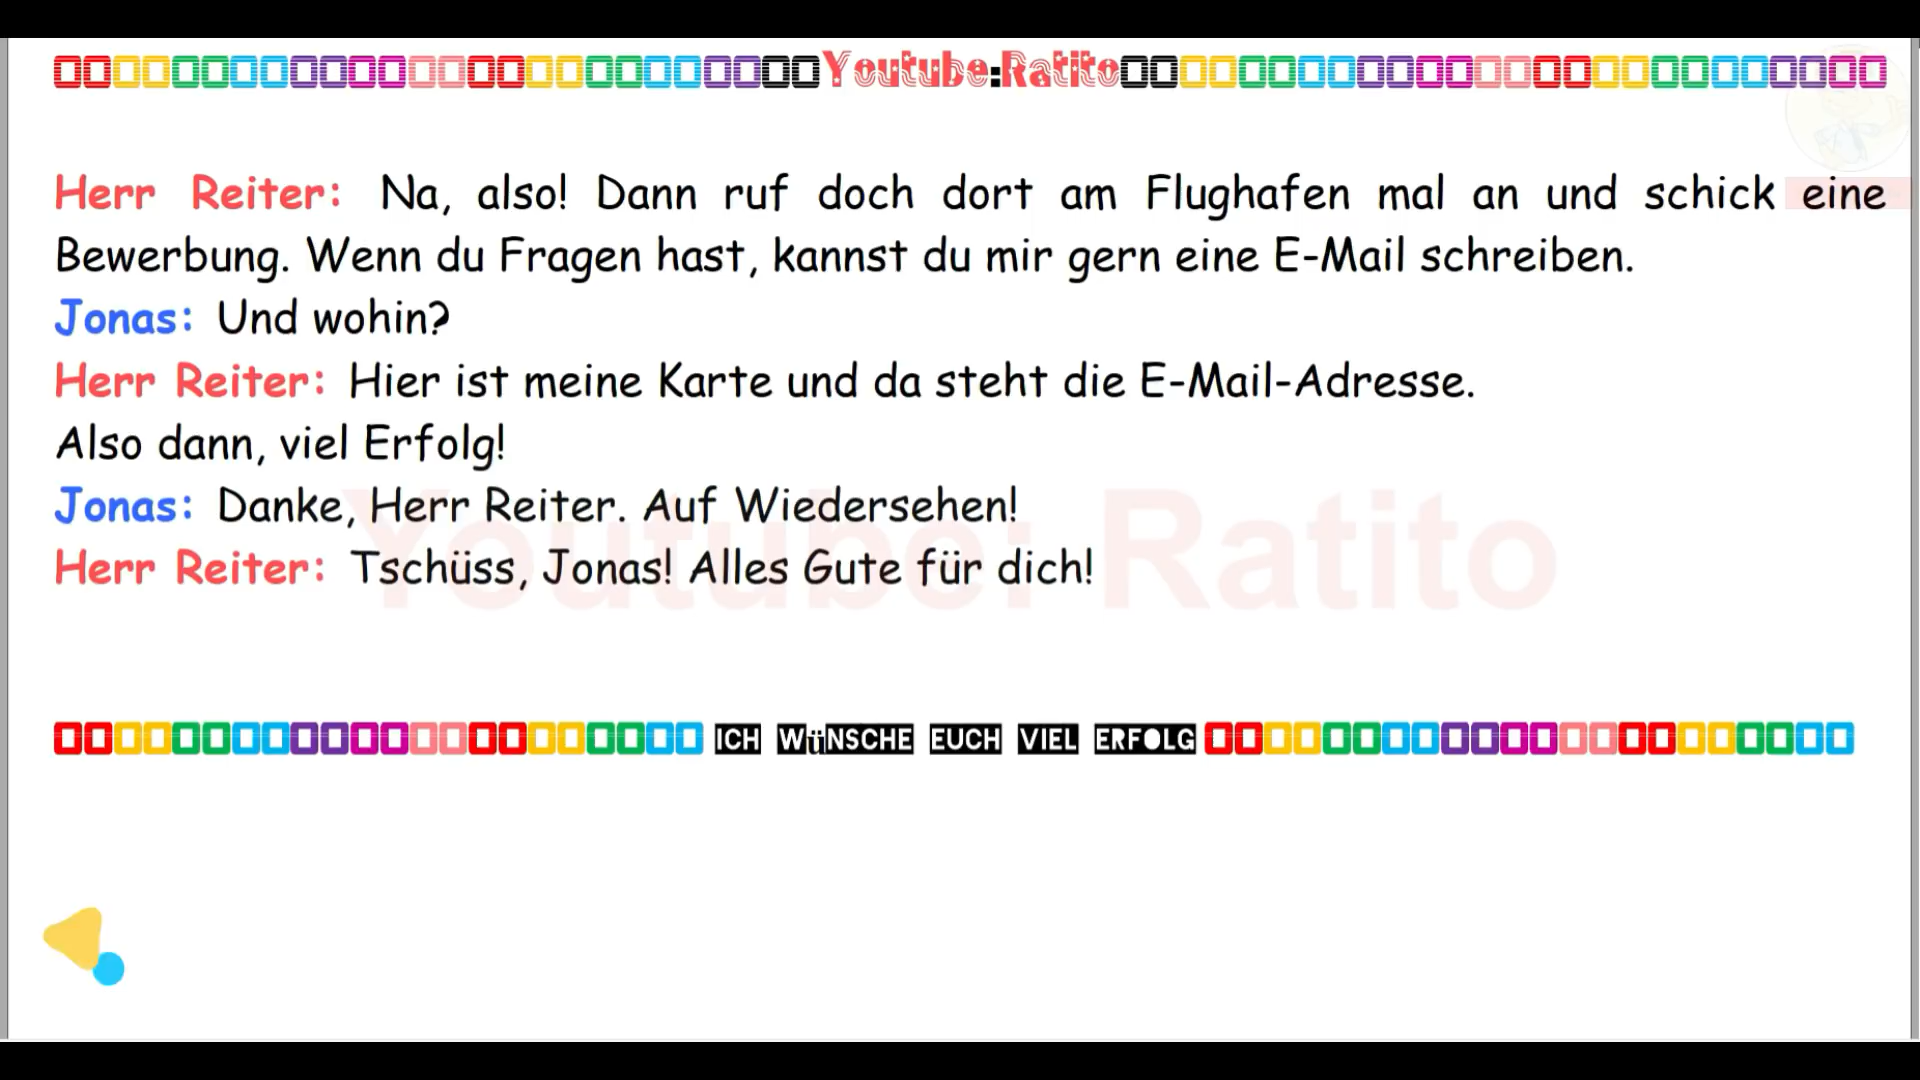 Youtube:Ratito
Herr Reiter: Na, also! Dann ruf doch dort am Flughafen mal an und schick eine
Bewerbung. Wenn du Fragen hast, kannst du mir gern eine E-Mail schreiben.
Jonas: Und wohin?
Herr Reiter: Hier ist meine Karte und da steht die E-Mail-Adresse.
Also dann, viel Erfolg!
Jonas: Danke, Herr Reiter. Auf Wiedersehen!
Youtube: Ratito
Herr Reiter: Tschüss, Jonas! Alles Gute für dich!
ICH WüNSCHE EUCH VIEL ERFOLG